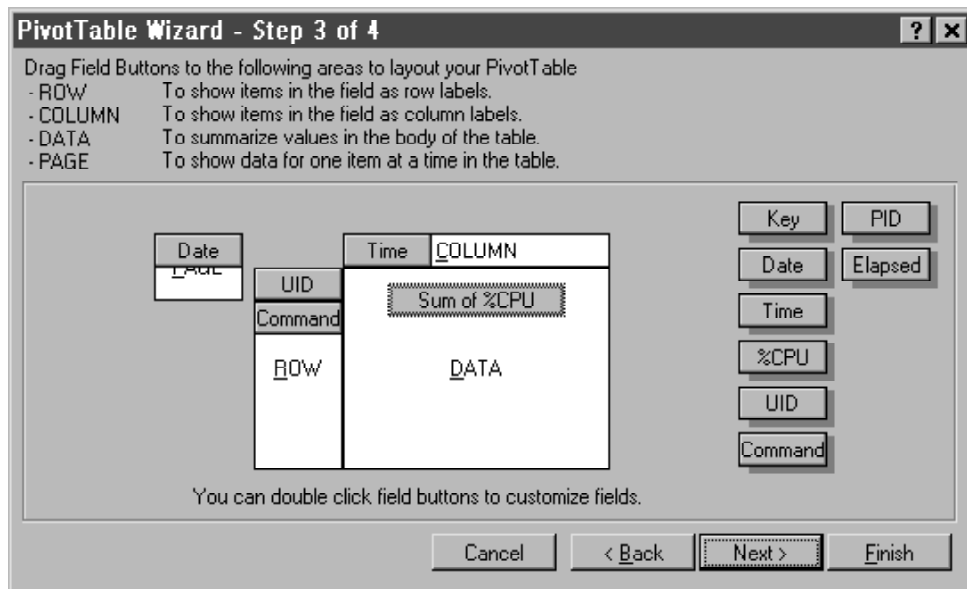 PivotTable Wizard - Step 3 of 4 ? ×
Drag Field Buttons to the following areas to layout your PivotTable
- ROW To show items in the field as row labels.
- COLUMN To show items in the field as column labels.
- DATA To summarize values in the body of the table.
- PAGE To show data for one item at a time in the table.
Key PID
Date Time COLUMN
PAGE
Date Elapsed
UID Sum of %CPU
Command
Time
ROW DATA
%CPU
UID
Command
You can double click field buttons to customize fields.
Cancel < Back Next > Finish